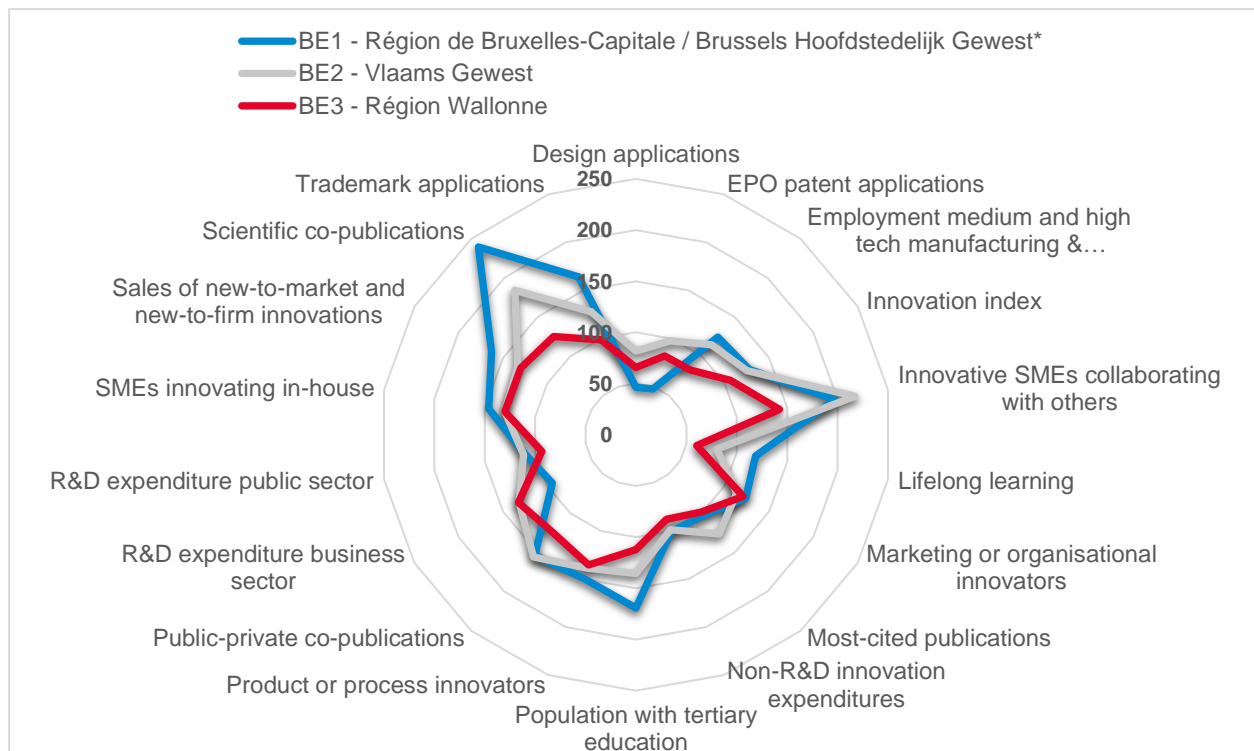 BE1 - Région de Bruxelles-Capitale / Brussels Hoofdstedelijk Gewest*
BE2 - Vlaams Gewest
BE3 - Région Wallonne
Design applications
250
200
150
100
50
0
EPO patent applications
Employment medium and high
tech manufacturing &…
Innovation index
Innovative SMEs collaborating
with others
Lifelong learning
Marketing or organisational
innovators
Most-cited publications
Non-R&D innovation
expenditures
Population with tertiary
education
Product or process innovators
Public-private co-publications
R&D expenditure business
sector
R&D expenditure public sector
SMEs innovating in-house
Sales of new-to-market and
new-to-firm innovations
Scientific co-publications
Trademark applications